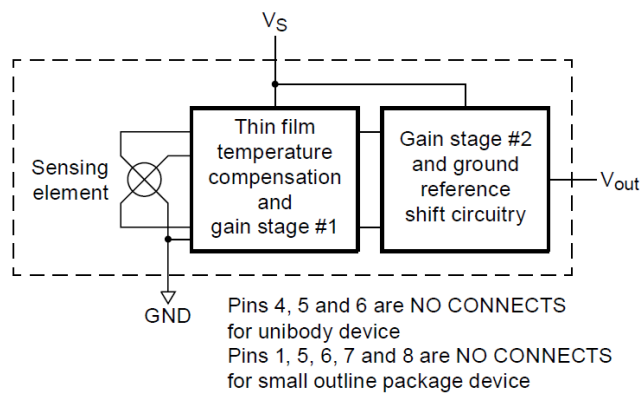 VS
Sensing
element
Thin film
temperature
compensation
and
gain stage #1
Gain stage #2
and ground
reference
shift circuitry
Vout
GND
Pins 4, 5 and 6 are NO CONNECTS
for unibody device
Pins 1, 5, 6, 7 and 8 are NO CONNECTS
for small outline package device